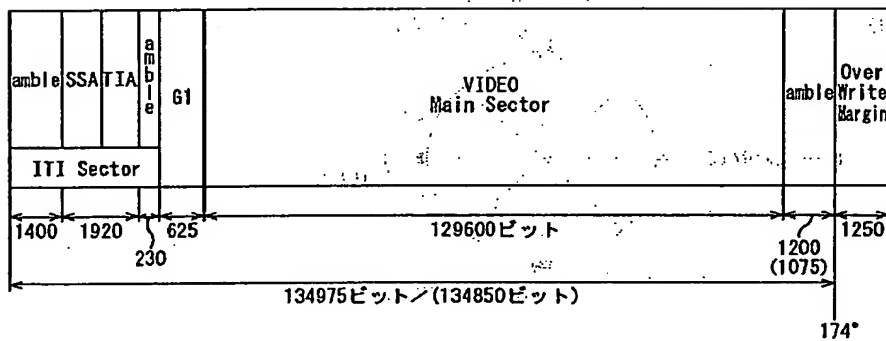 amble
SSA
TIA
amble
G1
VIDEO
Main Sector
amble
Over
Write
Margin
ITI Sector
1400
1920
230
625
129600ビット
1200
(1075)
1250
134975ビット/(134850ビット)
174°